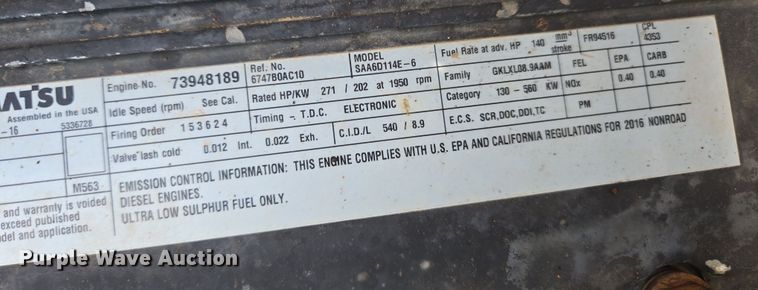 ATSU
Assembled in the USA
-16 5336728
M563
and warranty is voided
exceed published
del and application.
Engine No. 73948189
Idle Speed (rpm) See Cal.
Firing Order 153624
Valve lash cold 0.012 Int. 0.022 Exh.
Ref. No.
6747B0AC10
MODEL
SAA6D114E-6
Rated HP/KW 271 / 202 at 1950 rpm
Timing - T.D.C. ELECTRONIC
C.I.D./L 540 / 8.9
Fuel Rate at adv. HP 140 mm³
stroke
FR94516
CPL
4353
Family GKLXL08.9AAM
Category 130 - 560 KW
E.C.S. SCR,DOC,DDI,TC
FEL EPA CARB
NOx 0.40 0.40
PM
EMISSION CONTROL INFORMATION: THIS ENGINE COMPLIES WITH U.S. EPA AND CALIFORNIA REGULATIONS FOR 2016 NONROAD
DIESEL ENGINES.
ULTRA LOW SULPHUR FUEL ONLY.
Purple Wave Auction